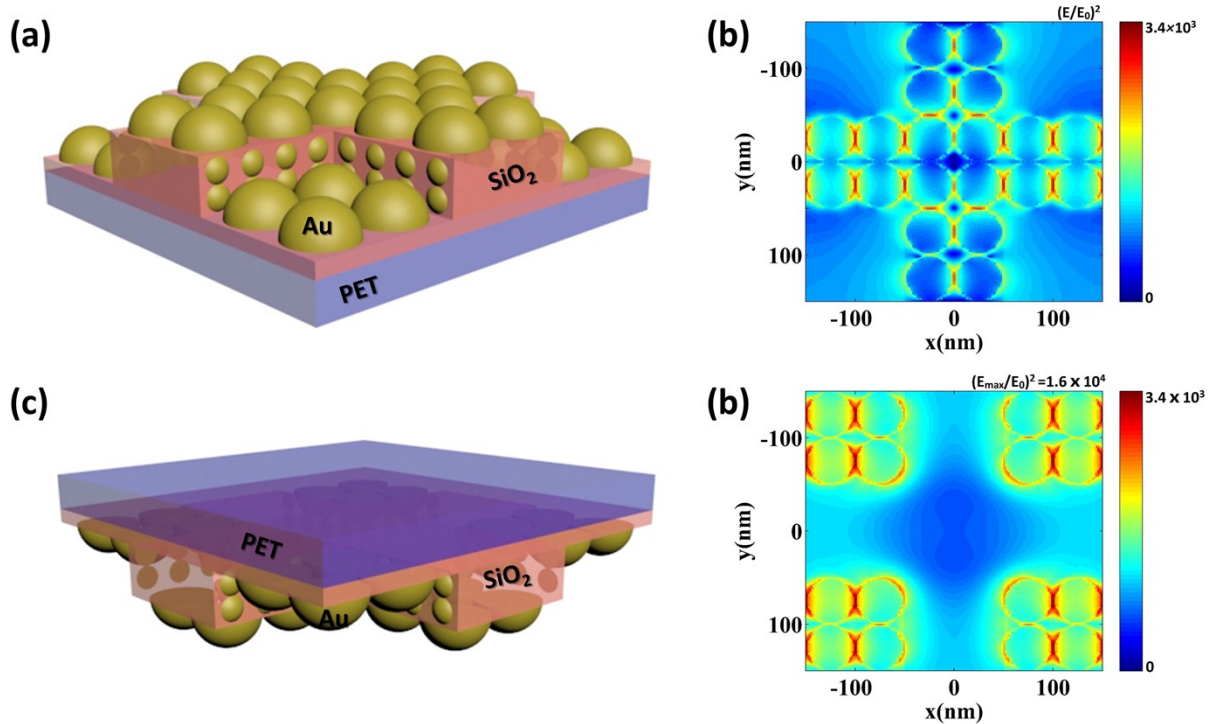 (a)
SiO₂
Au
PET
(b)
(E/E₀)²
3.4×10³
0
-100
0
100
y(nm)
-100
0
100
x(nm)
(c)
PET
SiO₂
Au
(b)
(Eₘₐₓ/E₀)² =1.6 x 10⁴
3.4 x 10³
0
-100
0
100
y(nm)
-100
0
100
x(nm)